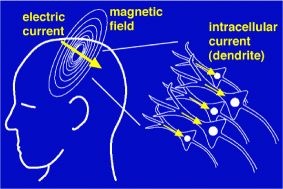 electric
current
magnetic
field
intracellular
current
(dendrite)